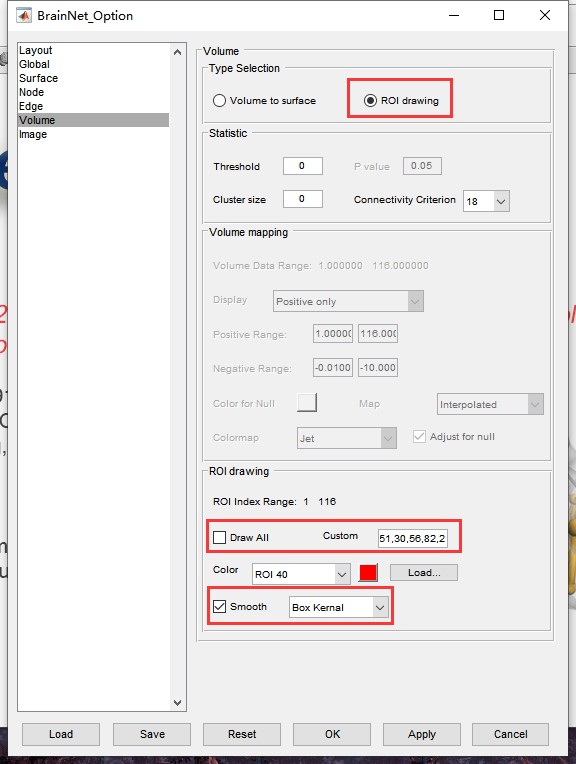 BrainNet_Option
Layout
Global
Surface
Node
Edge
Volume
Image
Volume
Type Selection
Volume to surface ROI drawing
Statistic
Threshold 0 P value 0.05
Cluster size 0 Connectivity Criterion 18
Volume mapping
Volume Data Range: 1.000000 116.000000
Display Positive only
Positive Range: 1.0000 116.00
Negative Range: -0.0100 -10.000
Color for Null Map Interpolated
Colormap Jet Adjust for null
ROI drawing
ROI Index Range: 1 116
Draw All Custom 51,30,56,82,2
Color ROI 40 Load...
Smooth Box Kernal
Load Save Reset OK Apply Cancel